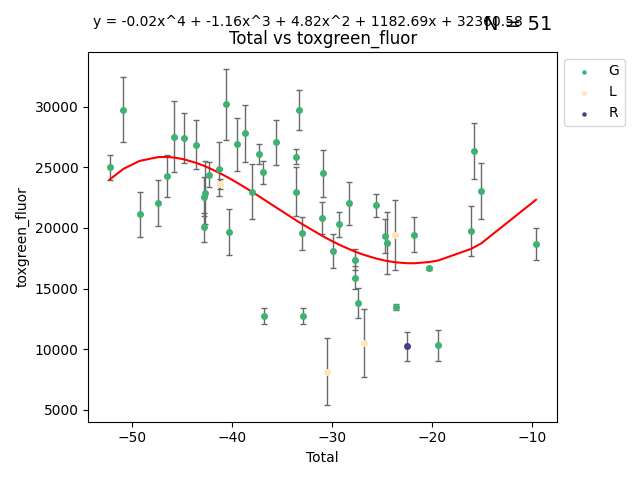 y = -0.02x^4 + -1.16x^3 + 4.82x^2 + 1182.69x + 32360.53
N = 51
Total vs toxgreen_fluor
G
L
R
30000
25000
20000
15000
10000
5000
toxgreen_fluor
−50 −40 −30 −20 −10
Total